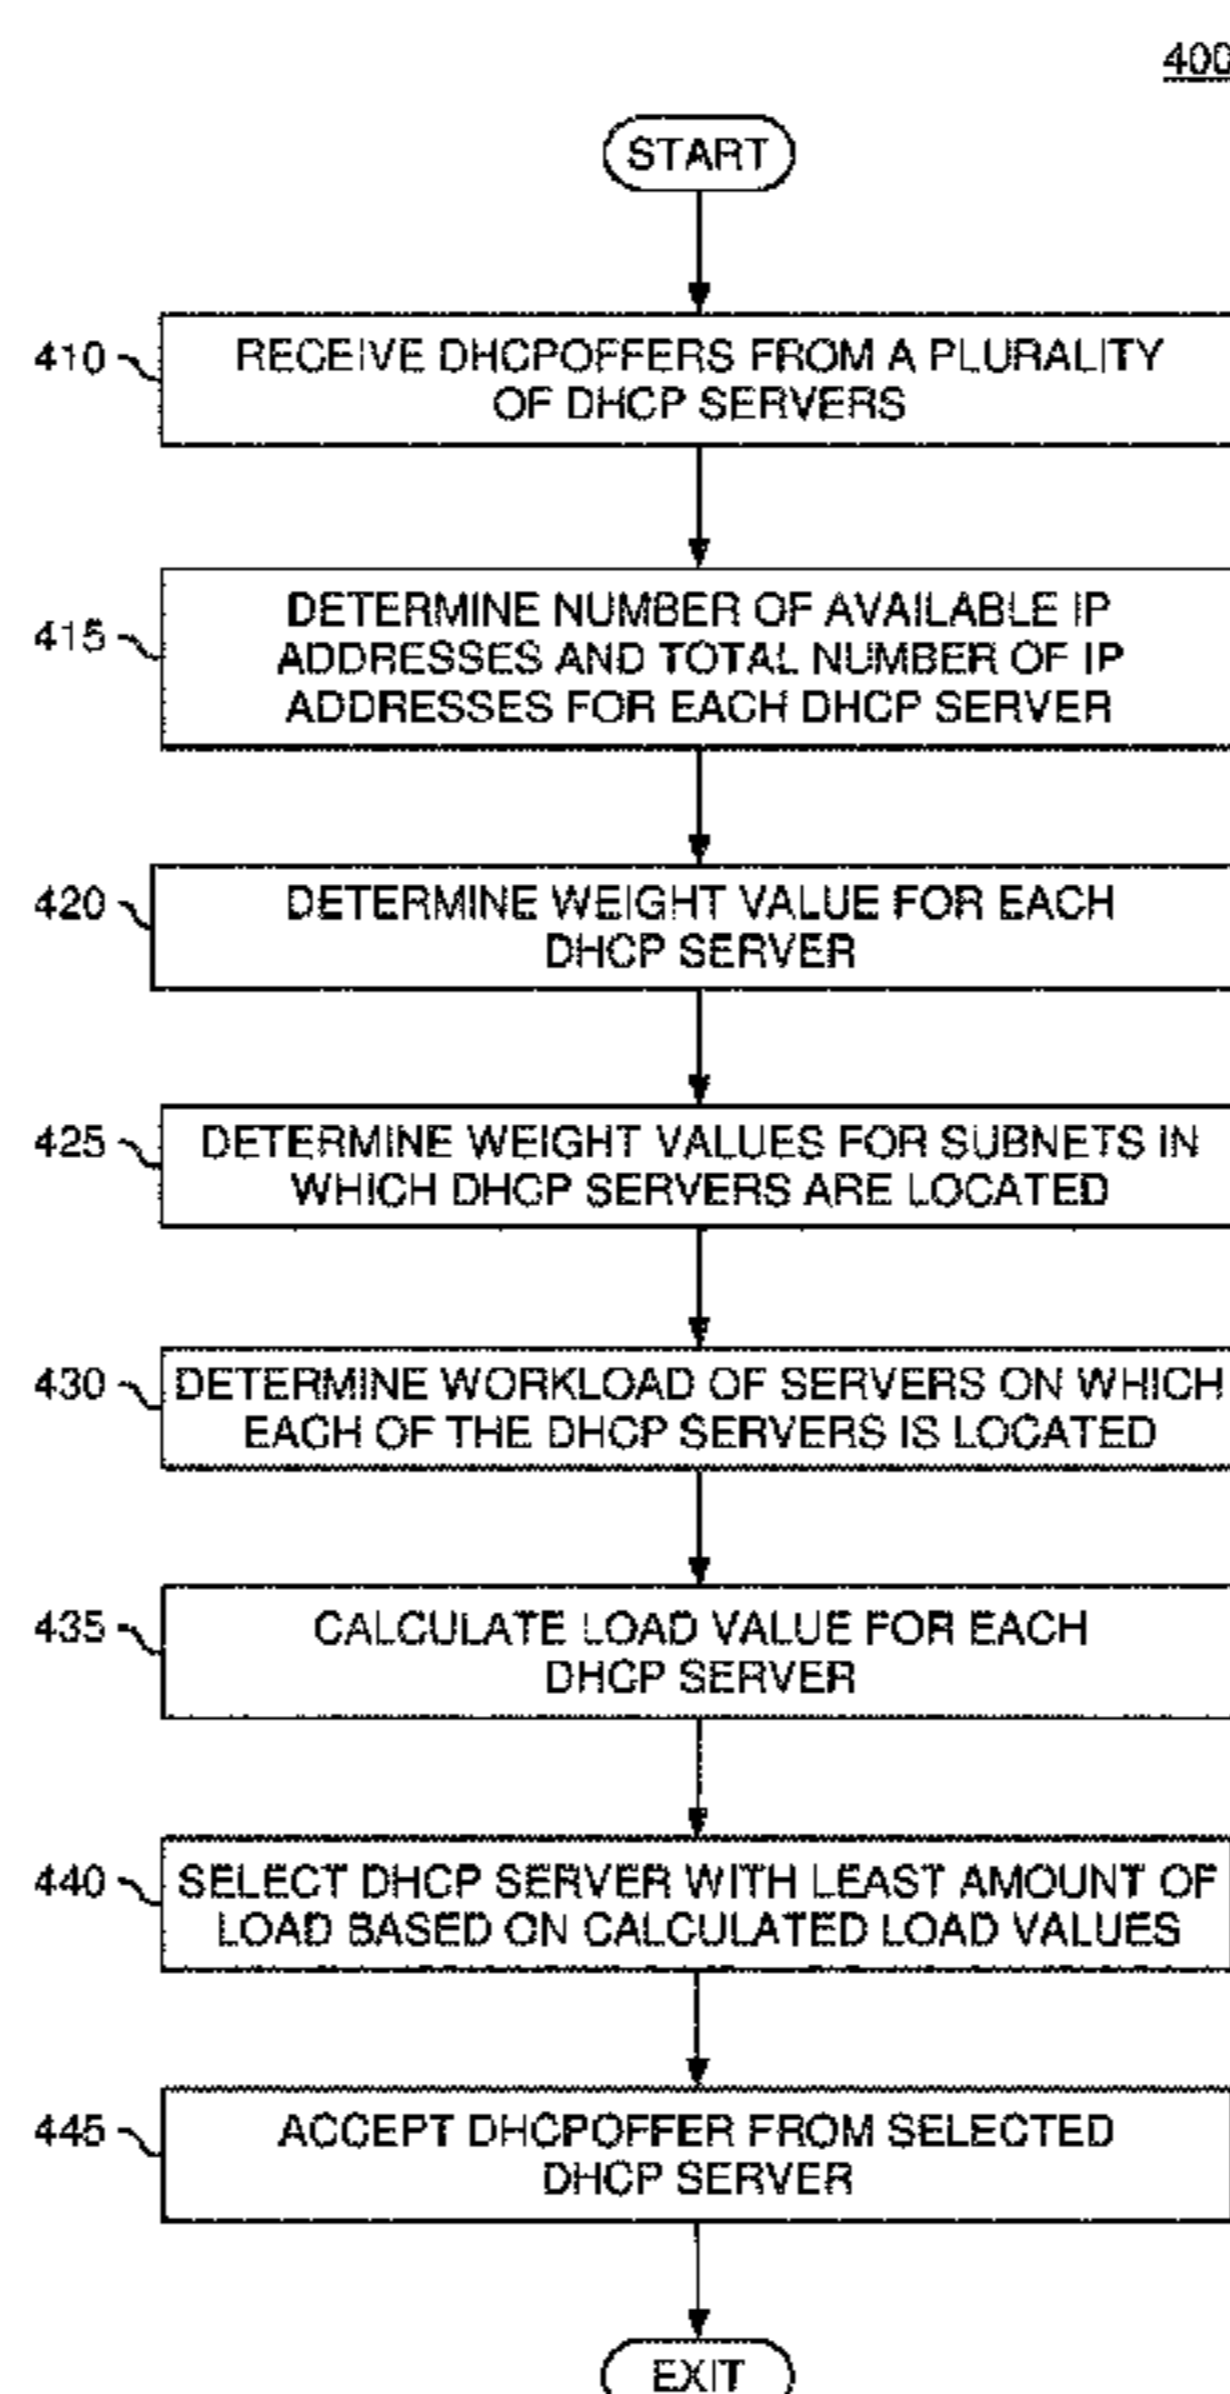 400
START
410
RECEIVE DHCPOFFERS FROM A PLURALITY
OF DHCP SERVERS
415
DETERMINE NUMBER OF AVAILABLE IP
ADDRESSES AND TOTAL NUMBER OF IP
ADDRESSES FOR EACH DHCP SERVER
420
DETERMINE WEIGHT VALUE FOR EACH
DHCP SERVER
425
DETERMINE WEIGHT VALUES FOR SUBNETS IN
WHICH DHCP SERVERS ARE LOCATED
430
DETERMINE WORKLOAD OF SERVERS ON WHICH
EACH OF THE DHCP SERVERS IS LOCATED
435
CALCULATE LOAD VALUE FOR EACH
DHCP SERVER
440
SELECT DHCP SERVER WITH LEAST AMOUNT OF
LOAD BASED ON CALCULATED LOAD VALUES
445
ACCEPT DHCPOFFER FROM SELECTED
DHCP SERVER
EXIT